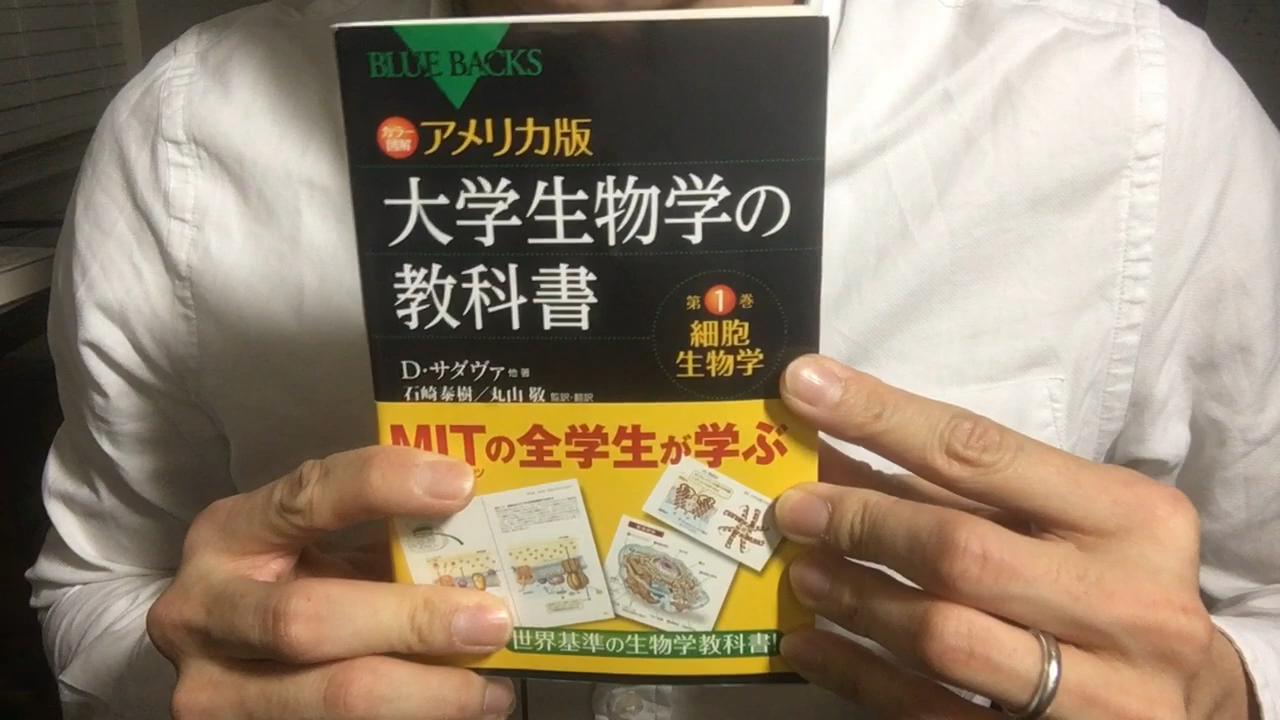 BLUE BACKS
カラー
図解
アメリカ版
大学生物学の
教科書
第1巻
細胞
生物学
D・サダヴァ 他著
石崎泰樹／丸山 敬 監訳・翻訳
MITの全学生が学ぶ
世界基準の生物学教科書!